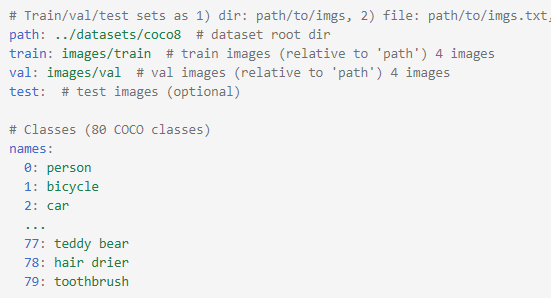 # Train/val/test sets as 1) dir: path/to/imgs, 2) file: path/to/imgs.txt,
path: ../datasets/coco8  # dataset root dir
train: images/train  # train images (relative to 'path') 4 images
val: images/val  # val images (relative to 'path') 4 images
test:  # test images (optional)

# Classes (80 COCO classes)
names:
  0: person
  1: bicycle
  2: car
  ...
  77: teddy bear
  78: hair drier
  79: toothbrush